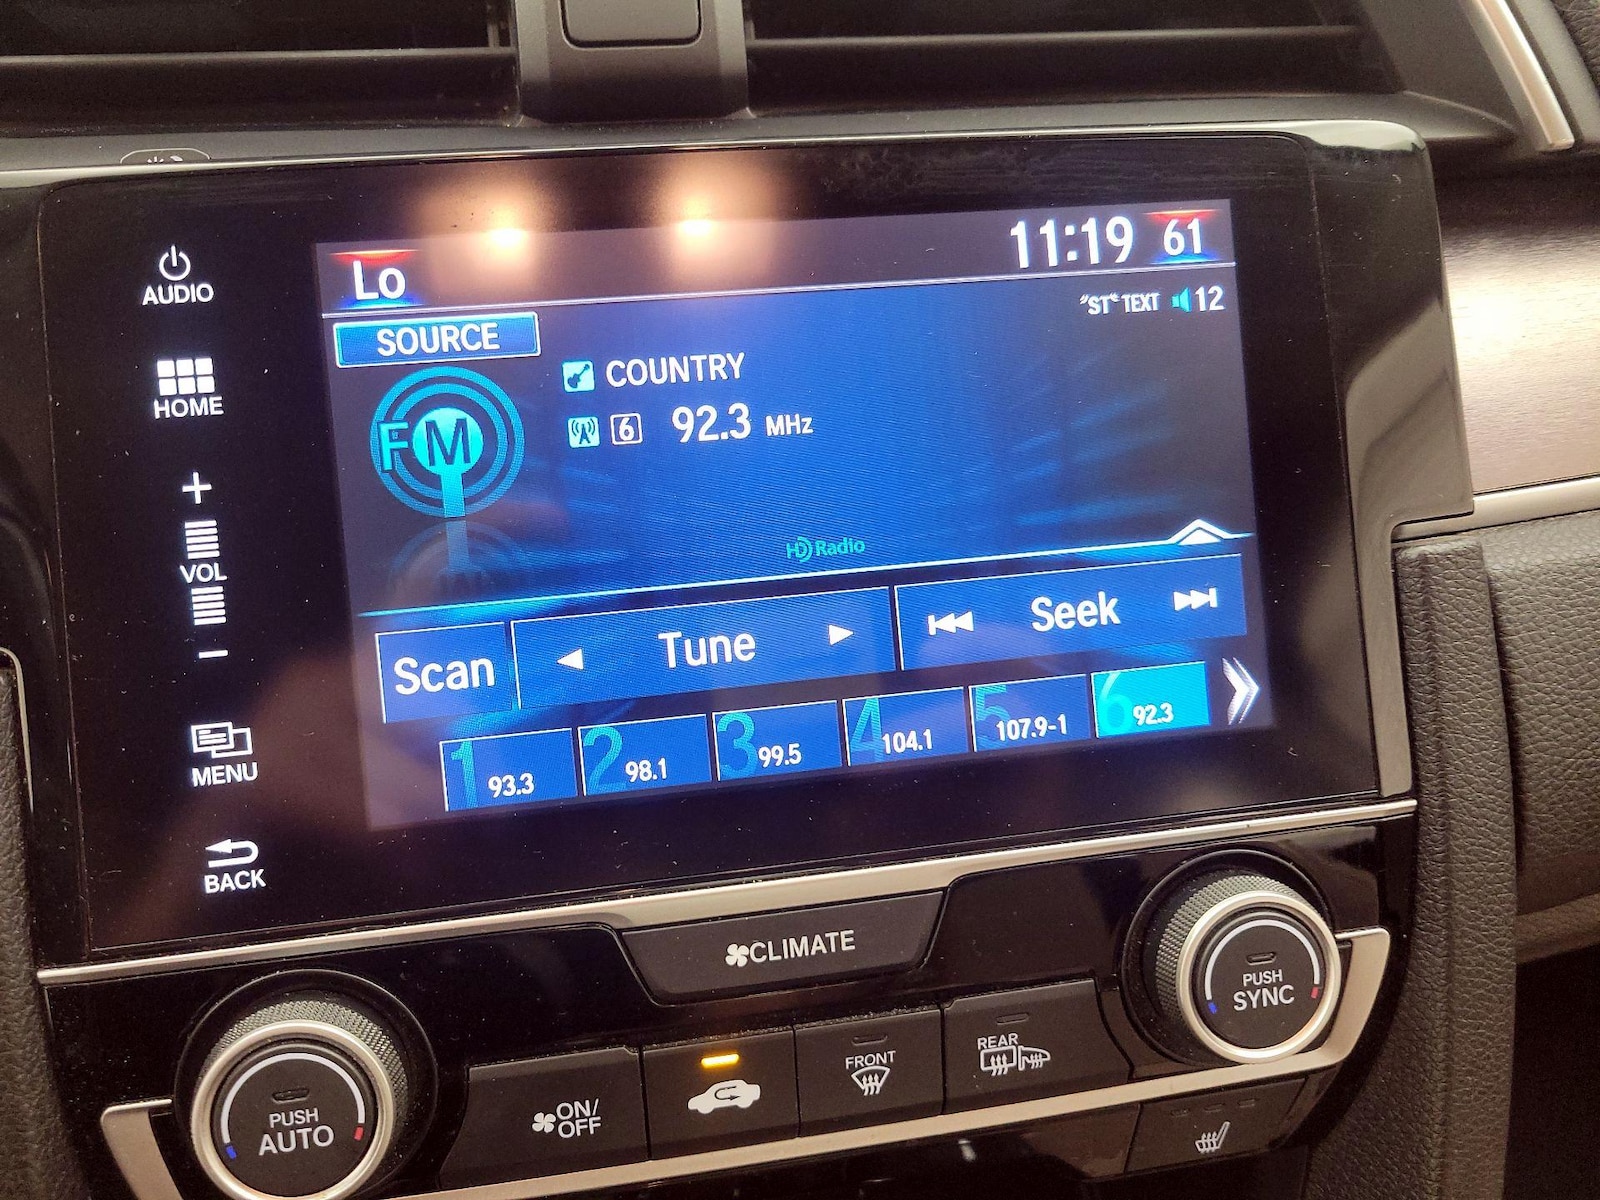 AUDIO
HOME
+
VOL
-
MENU
BACK
Lo
11:19 61
"ST" TEXT 12
SOURCE
FM
COUNTRY
6 92.3 MHz
HD Radio
Scan Tune Seek
1 93.3
2 98.1
3 99.5
4 104.1
5 107.9-1
6 92.3
CLIMATE
PUSH
AUTO
ON/
OFF
FRONT
REAR
PUSH
SYNC